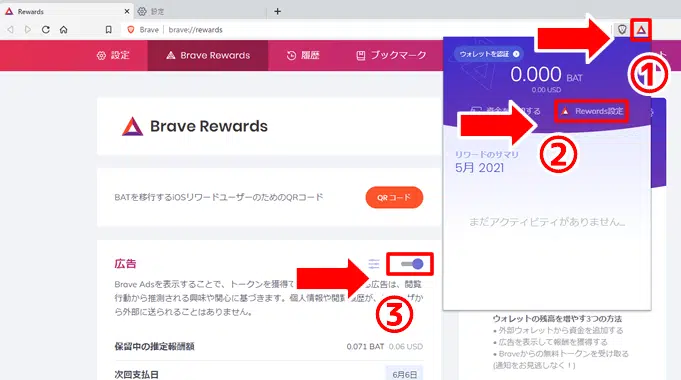 Rewards
設定
Brave
brave://rewards
設定
Brave Rewards
履歴
ブックマーク
ト
①
ウォレットを認証
0.000 BAT
0.00 USD
Rewards設定
②
リワードのサマリ
5月 2021
まだアクティビティがありません...
Brave Rewards
BATを移行するiOSリワードユーザーのためのQRコード
QRコード
広告
③
Brave Adsを表示することで、トークンを獲得
広告は、閲覧
行動から推測される興味や関心に基づきます。個人情報や閲覧履歴が、
から
外部に送られることはありません。
保留中の推定報酬額
0.071 BAT 0.06 USD
次回支払日
6月6日
ウォレットの残高を増やす3つの方法
▪ 外部ウォレットから資金を追加する
▪ 広告を表示して報酬を獲得する
▪ Braveからの無料トークンを受け取る
(通知をお見逃しなく！)